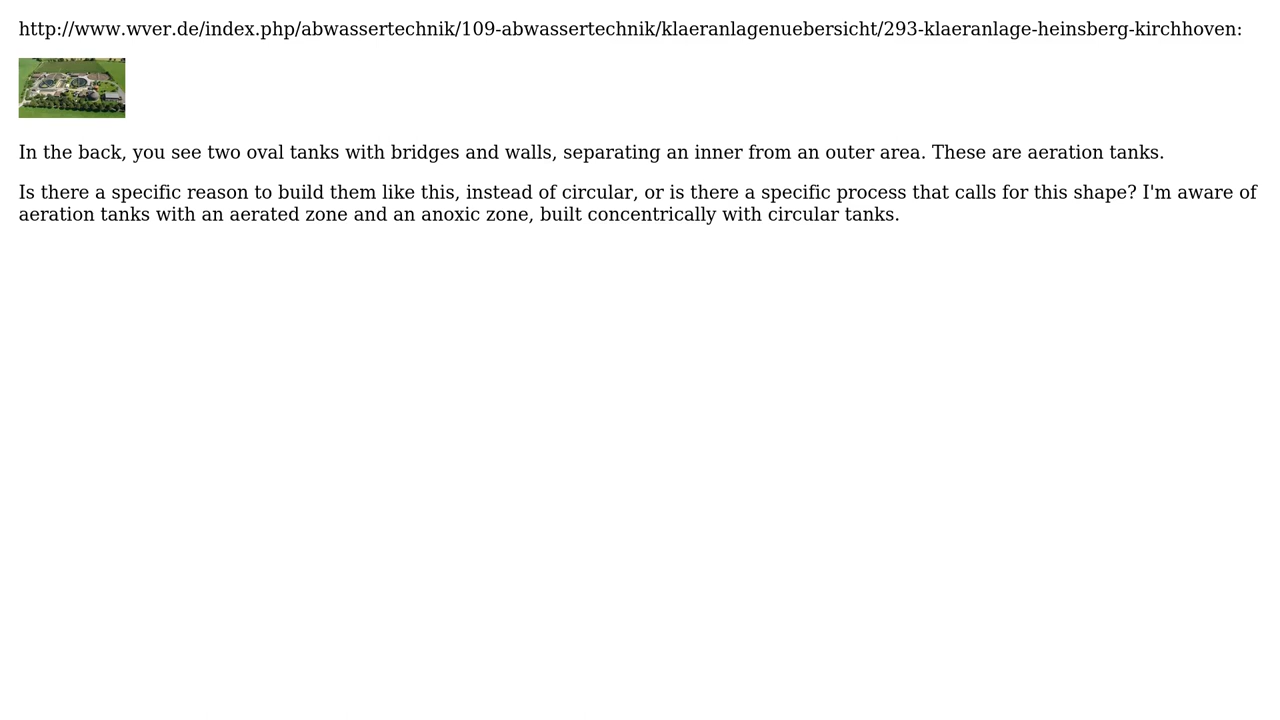 http://www.wver.de/index.php/abwassertechnik/109-abwassertechnik/klaeranlagenuebersicht/293-klaeranlage-heinsberg-kirchhoven:
In the back, you see two oval tanks with bridges and walls, separating an inner from an outer area. These are aeration tanks.
Is there a specific reason to build them like this, instead of circular, or is there a specific process that calls for this shape? I'm aware of
aeration tanks with an aerated zone and an anoxic zone, built concentrically with circular tanks.